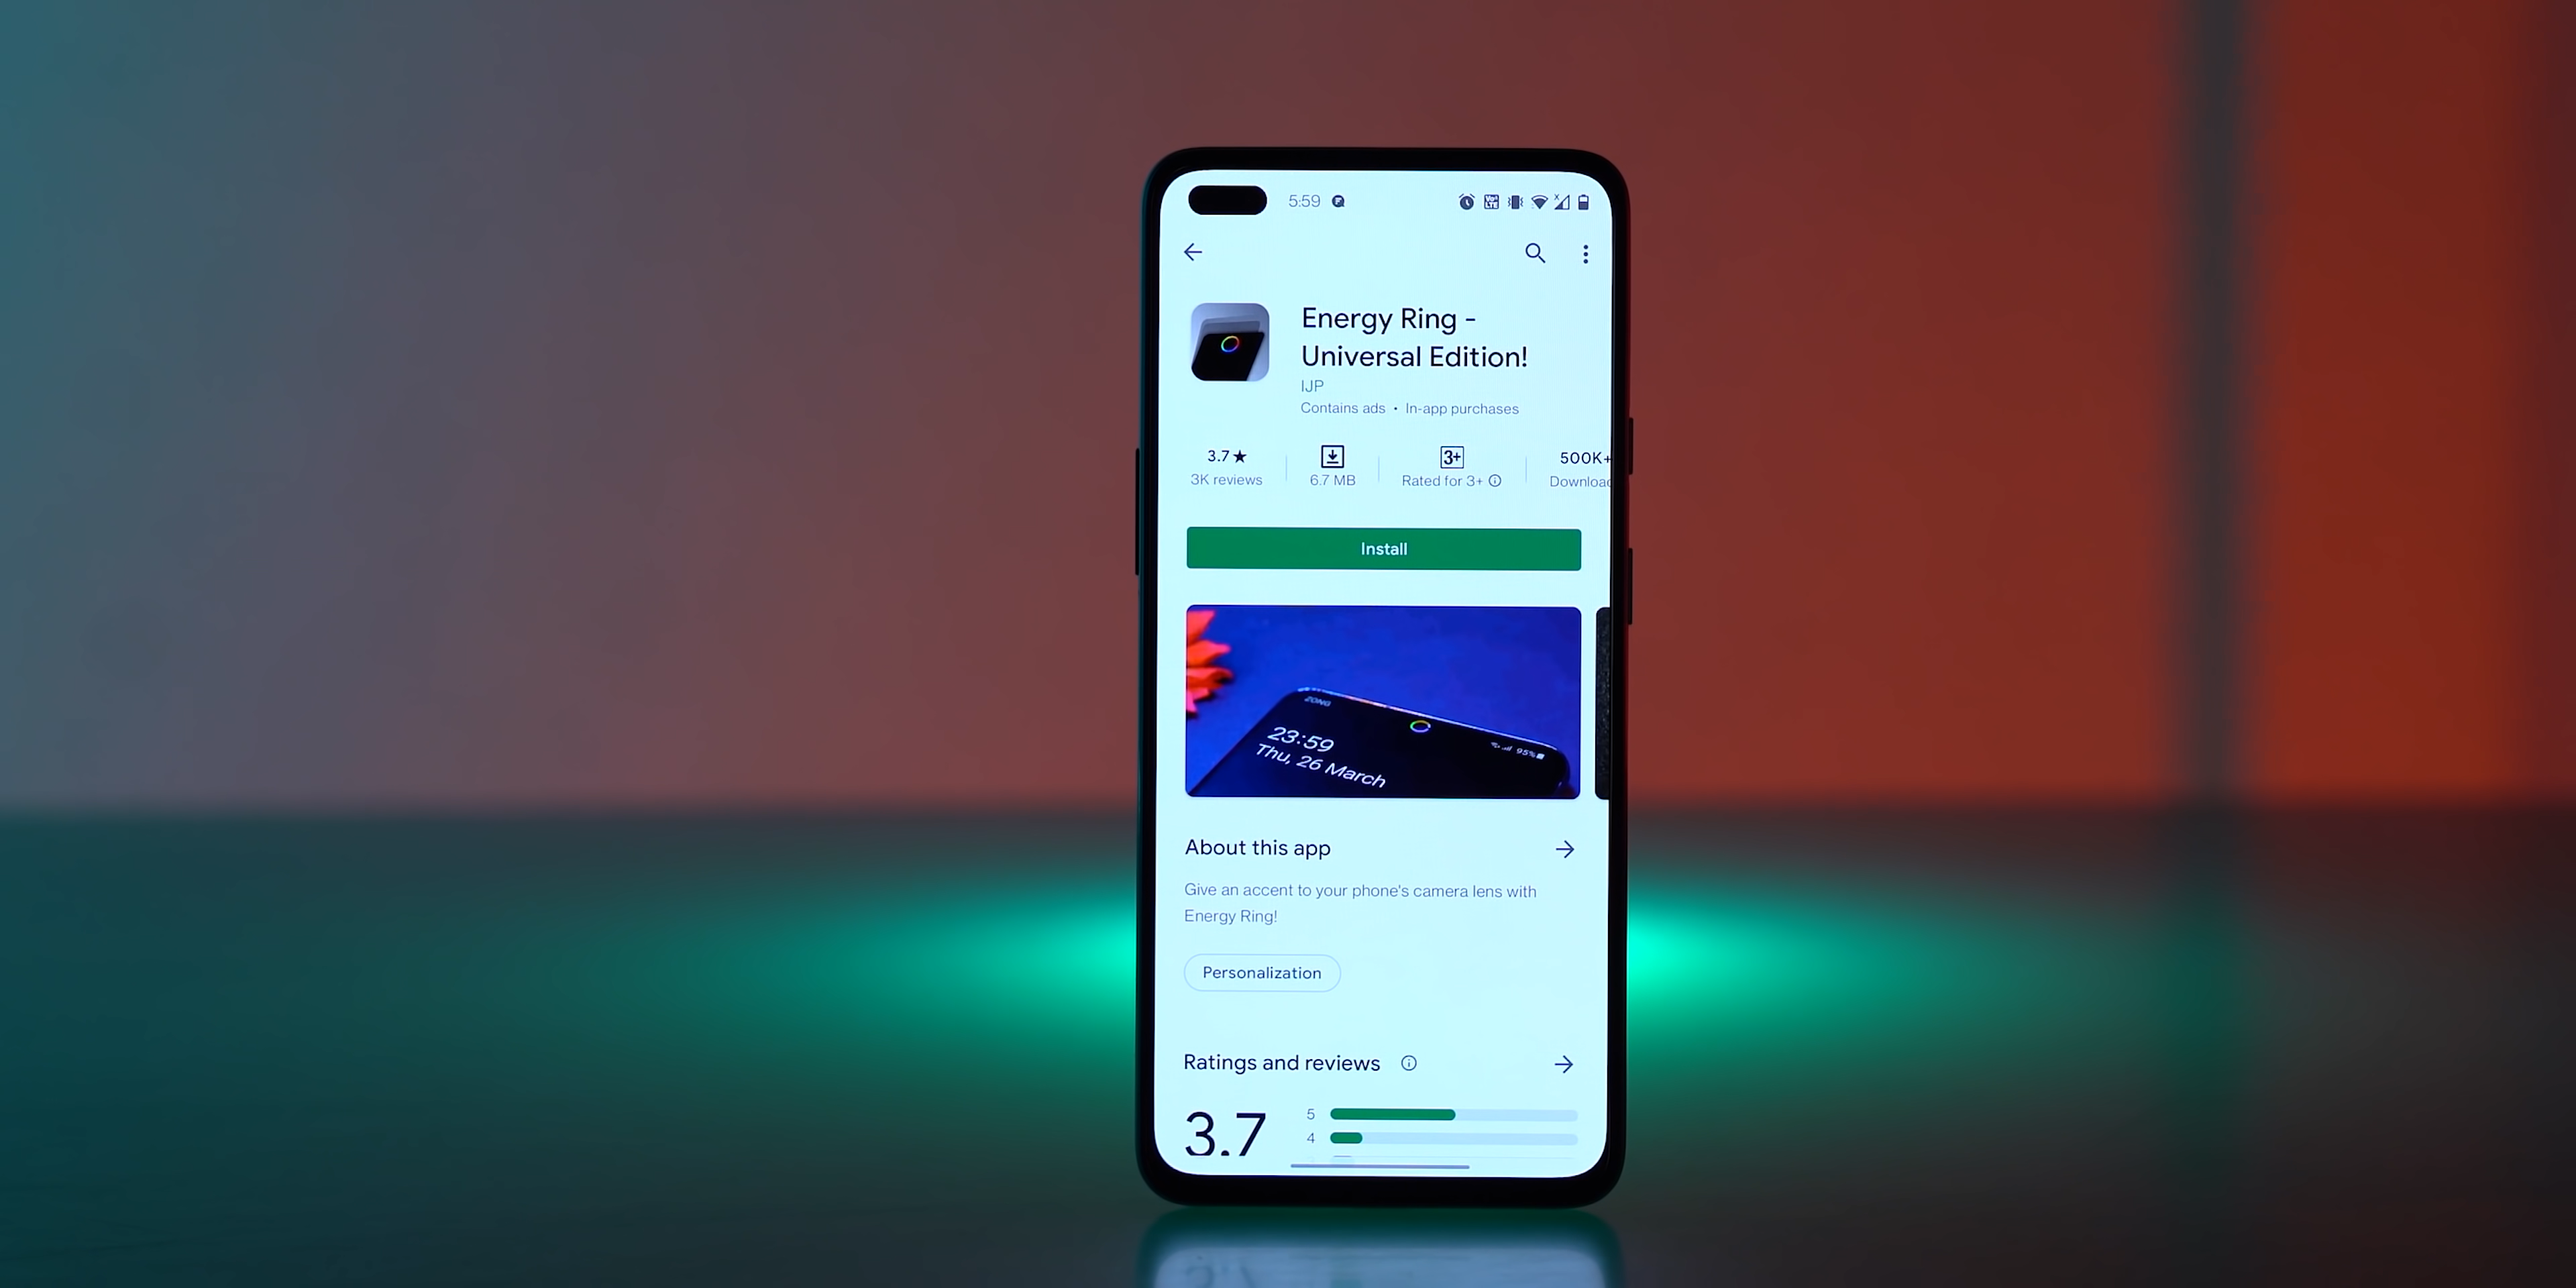 5:59
Energy Ring -
Universal Edition!
IJP
Contains ads • In-app purchases
3.7★
3K reviews
6.7 MB
3+
Rated for 3+
500K+
Install
ZONG
95%
23:59
Thu, 26 March
About this app
Give an accent to your phone's camera lens with
Energy Ring!
Personalization
Ratings and reviews
3.7
5
4